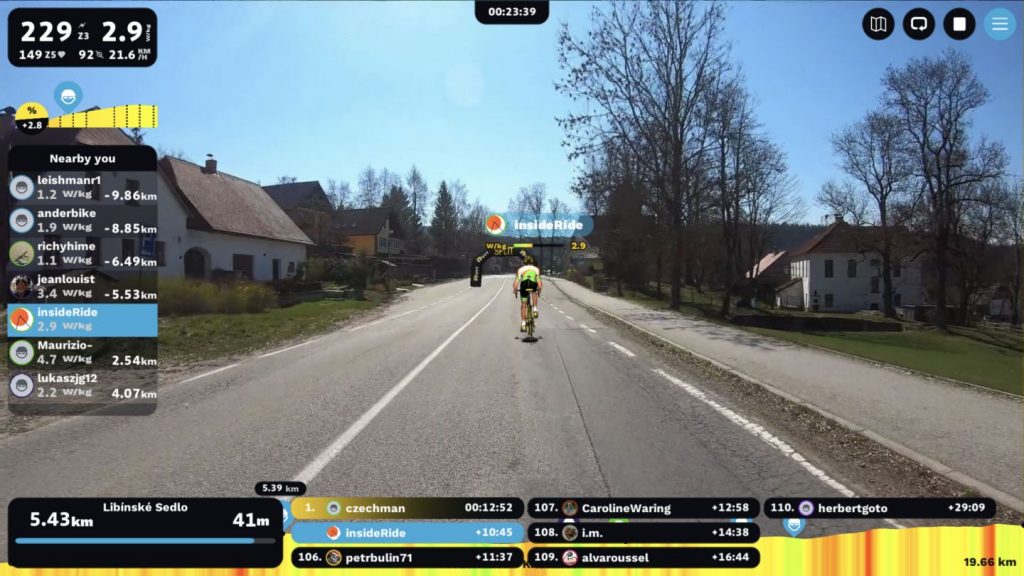 00:23:39
229 Z3 2.9 W/kg
149 Z5 92 21.6 KM/H
%
+2.8
Nearby you
leishmanr1
1.2 W/kg -9.86km
anderbike
1.9 W/kg -8.85km
richyhime
1.1 W/kg -6.49km
jeanlouist
3,4 W/kg -5.53km
insideRide
2.9 W/kg
Maurizio-
4.7 W/kg 2.54km
lukaszjg12
2.2 W/kg 4.07km
insideRide
W/kg 2.9
SPLIT
5.39 km
Libínské Sedlo
5.43km 41m
1. czechman 00:12:52
insideRide +10:45
106. petrbulin71 +11:37
107. CarolineWaring +12:58
108. i.m. +14:38
109. alvaroussel +16:44
110. herbertgoto +29:09
19.66 km